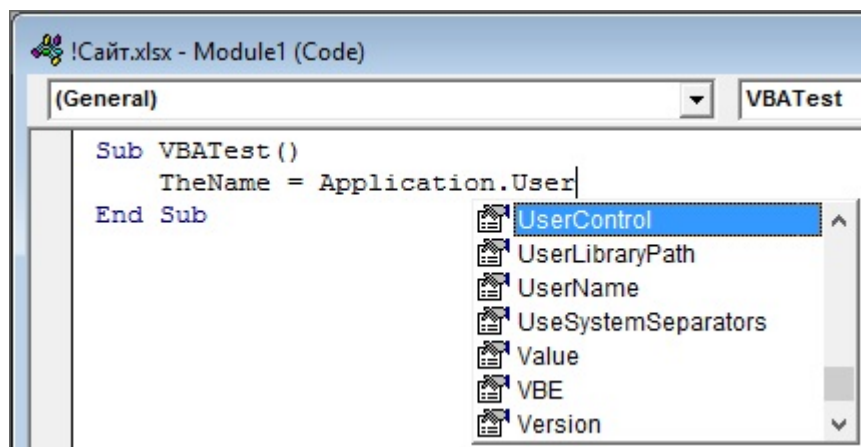 !Сайт.xlsx - Module1 (Code)
(General) VBATest
Sub VBATest()
TheName = Application.User
End Sub
UserControl
UserLibraryPath
UserName
UseSystemSeparators
Value
VBE
Version